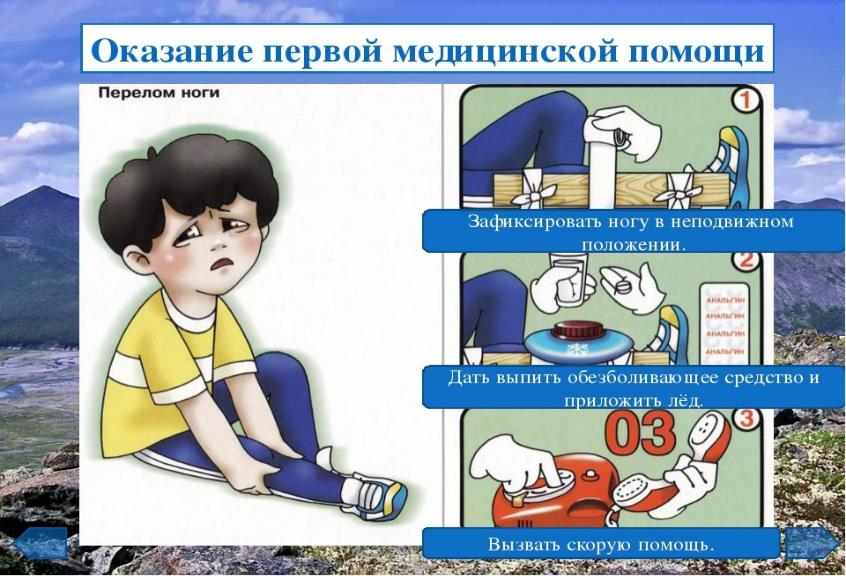 Оказание первой медицинской помощи
Перелом ноги
1
Зафиксировать ногу в неподвижном
положении.
2
АНАЛЬГИН
АНАЛЬГИН
АНАЛЬГИН
АНАЛЬГИН
Дать выпить обезболивающее средство и
приложить лёд.
03
3
Вызвать скорую помощь.